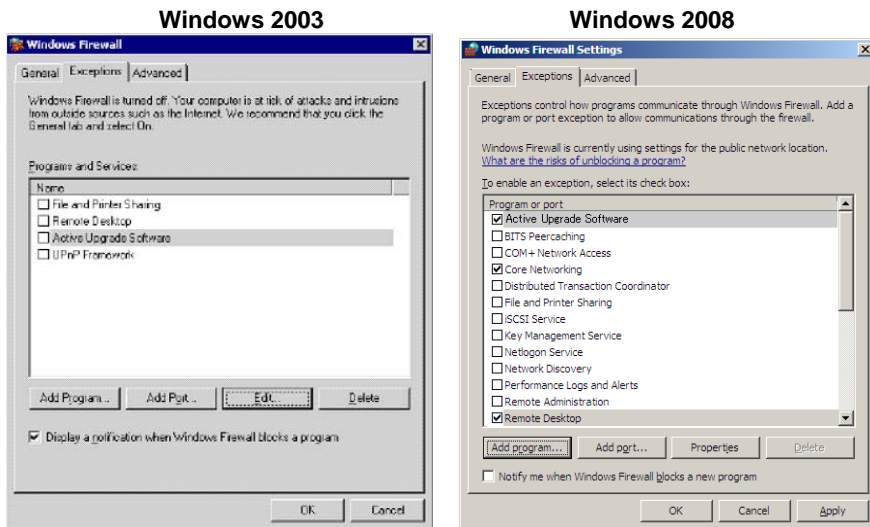 Windows 2003
Windows Firewall
General Exceptions Advanced
Windows Firewall is turned off. Your computer is at risk of attacks and intrusions
from outside sources such as the Internet. We recommend that you click the
General tab and select On.
Programs and Services:
Name
File and Printer Sharing
Remote Desktop
Active Upgrade Software
UPnP Framework
Add Program... Add Port... Edit... Delete
Display a notification when Windows Firewall blocks a program
OK Cancel
Windows 2008
Windows Firewall Settings
General Exceptions Advanced
Exceptions control how programs communicate through Windows Firewall. Add a
program or port exception to allow communications through the firewall.
Windows Firewall is currently using settings for the public network location.
What are the risks of unblocking a program?
To enable an exception, select its check box:
Program or port
Active Upgrade Software
BITS Peercaching
COM+ Network Access
Core Networking
Distributed Transaction Coordinator
File and Printer Sharing
iSCSI Service
Key Management Service
Netlogon Service
Network Discovery
Performance Logs and Alerts
Remote Administration
Remote Desktop
Add program... Add port... Properties Delete
Notify me when Windows Firewall blocks a new program
OK Cancel Apply